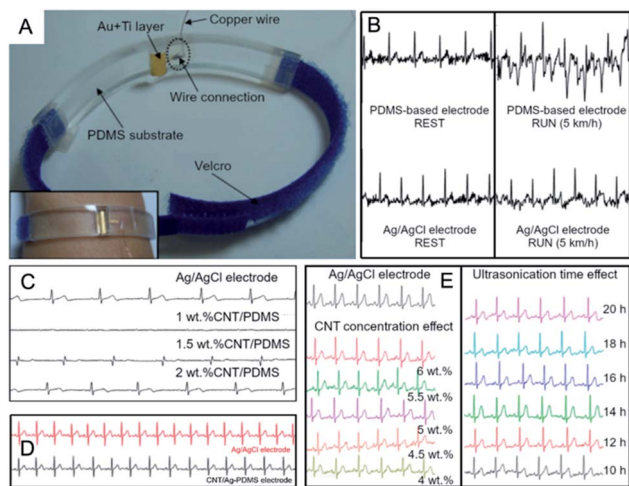 A
Au+Ti layer
Copper wire
Wire connection
PDMS substrate
Velcro
B
PDMS-based electrode
REST
PDMS-based electrode
RUN (5 km/h)
Ag/AgCl electrode
REST
Ag/AgCl electrode
RUN (5 km/h)
C
Ag/AgCl electrode
1 wt.%CNT/PDMS
1.5 wt.%CNT/PDMS
2 wt.%CNT/PDMS
D
Ag/AgCl electrode
CNT/Ag-PDMS electrode
E
Ag/AgCl electrode
CNT concentration effect
6 wt.%
5.5 wt.%
5 wt.%
4.5 wt.%
4 wt.%
Ultrasonication time effect
20 h
18 h
16 h
14 h
12 h
10 h